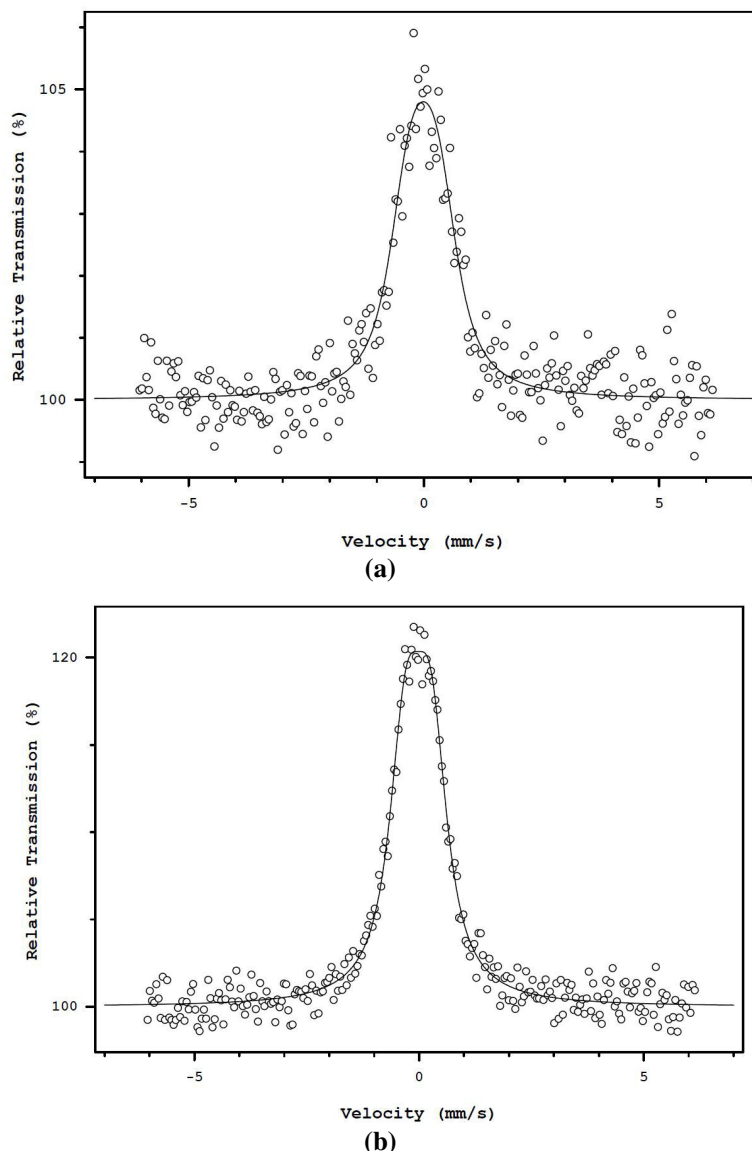 Relative Transmission (%)
105
100
-5 0 5
Velocity (mm/s)
(a)
Relative Transmission (%)
120
100
-5 0 5
Velocity (mm/s)
(b)